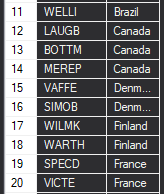 11 WELLI Brazil
12 LAUGB Canada
13 BOTTM Canada
14 MEREP Canada
15 VAFFE Denm...
16 SIMOB Denm...
17 WILMK Finland
18 WARTH Finland
19 SPECD France
20 VICTE France